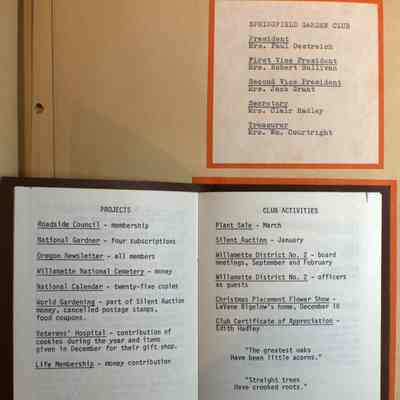 SPRINGFIELD GARDEN CLUB
President
Mrs. Paul Oestreich
First Vice President
Mrs. Robert Sullivan
Second Vice President
Mrs. Jack Grant
Secretary
Mrs. Clair Hadley
Treasurer
Mrs. Wm. Courtright
PROJECTS
Roadside Council - membership
National Gardner - four subscriptions
Oregon Newsletter - all members
Willamette National Cemetery - money
National Calendar - twenty-five copies
World Gardening - part of Silent Auction
money, cancelled postage stamps,
food coupons.
Veterans' Hospital - contribution of
cookies during the year and items
given in December for their gift shop.
Life Membership - money contribution
CLUB ACTIVITIES
Plant Sale - March
Silent Auction - January
Willamette District No. 2 - board
meetings, September and February
Willamette District No. 2 - officers
as guests
Christmas Placement Flower Show -
LaVane Bigelow's home, December 10
Club Certificate of Appreciation -
Edith Hadley
"The greatest oaks
Have been little acorns."
"Straight trees
Have crooked roots."